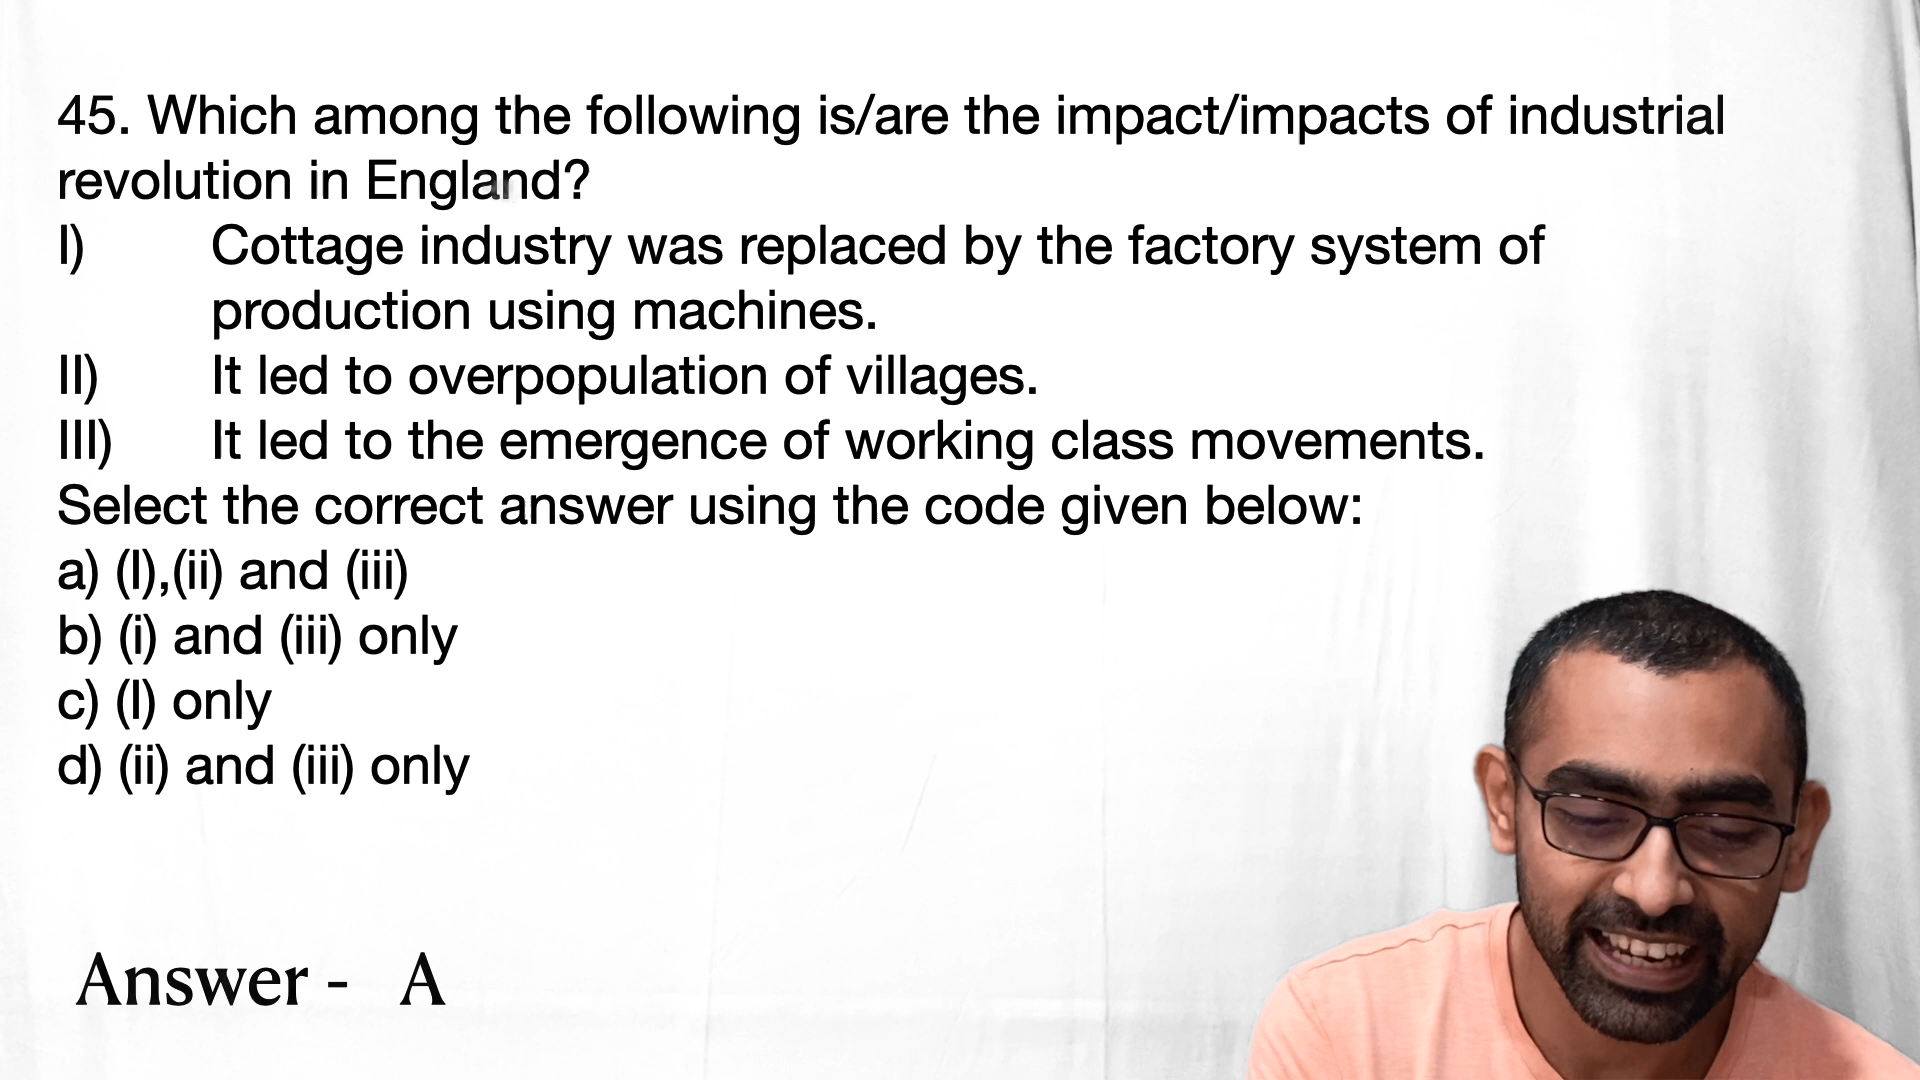 45. Which among the following is/are the impact/impacts of industrial
revolution in England?
I) Cottage industry was replaced by the factory system of
production using machines.
II) It led to overpopulation of villages.
III) It led to the emergence of working class movements.
Select the correct answer using the code given below:
a) (I),(ii) and (iii)
b) (i) and (iii) only
c) (I) only
d) (ii) and (iii) only
Answer - A